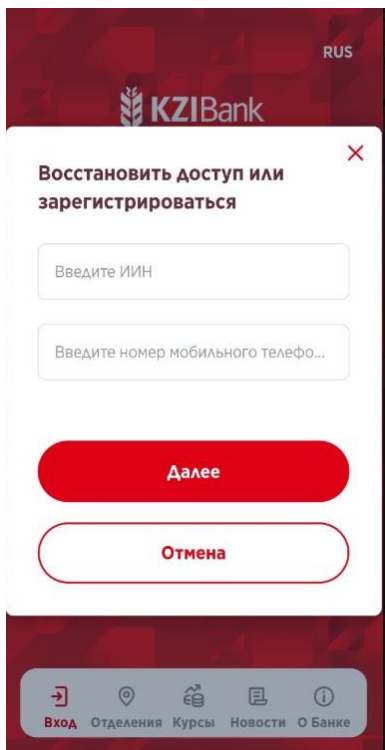 RUS
KZIBank
Восстановить доступ или
зарегистрироваться
Введите ИИН
Введите номер мобильного телефо...
Далее
Отмена
Вход Отделения Курсы Новости О Банке